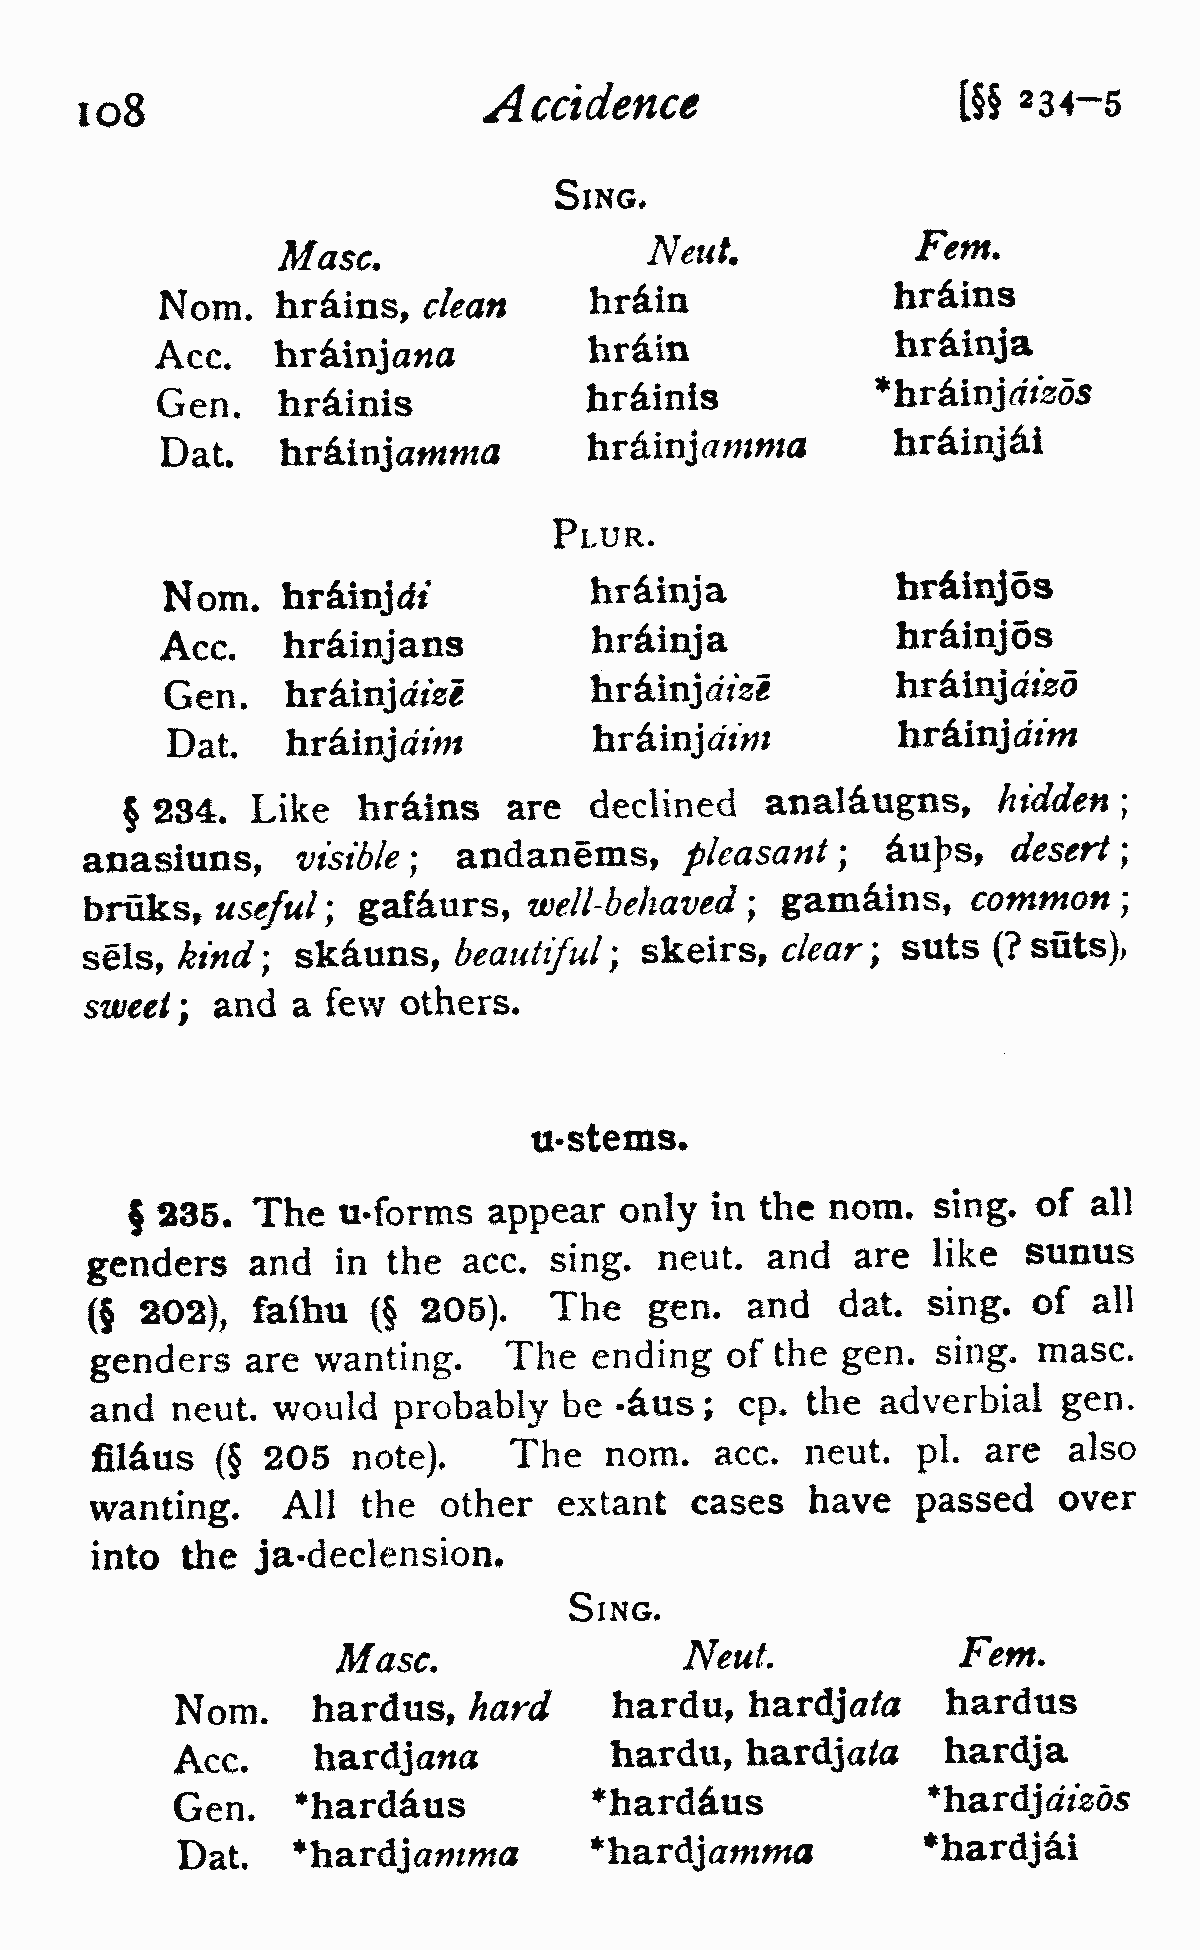 108 Accidence [§§ 234–5
SING.
Masc. Neut. Fem.
Nom. hráins, clean hráin hráins
Acc. hráinjana hráin hráinja
Gen. hráinis hráinis *hráinjáizōs
Dat. hráinjamma hráinjamma hráinjái
PLUR.
Nom. hráinjái hráinja hráinjōs
Acc. hráinjans hráinja hráinjōs
Gen. hráinjáizē hráinjáizē hráinjáizō
Dat. hráinjáim hráinjáim hráinjáim
§ 234. Like hráins are declined analáugns, hidden ;
anasiuns, visible ; andanēms, pleasant ; áuþs, desert ;
brūks, useful ; gafáurs, well-behaved ; gamáins, common ;
sēls, kind ; skáuns, beautiful ; skeirs, clear ; suts (? sūts),
sweet ; and a few others.
u-stems.
§ 235. The u-forms appear only in the nom. sing. of all
genders and in the acc. sing. neut. and are like sunus
(§ 202), faíhu (§ 205). The gen. and dat. sing. of all
genders are wanting. The ending of the gen. sing. masc.
and neut. would probably be -áus ; cp. the adverbial gen.
filáus (§ 205 note). The nom. acc. neut. pl. are also
wanting. All the other extant cases have passed over
into the ja-declension.
SING.
Masc. Neut. Fem.
Nom. hardus, hard hardu, hardjata hardus
Acc. hardjana hardu, hardjata hardja
Gen. *hardáus *hardáus *hardjáizōs
Dat. *hardjamma *hardjamma *hardjái